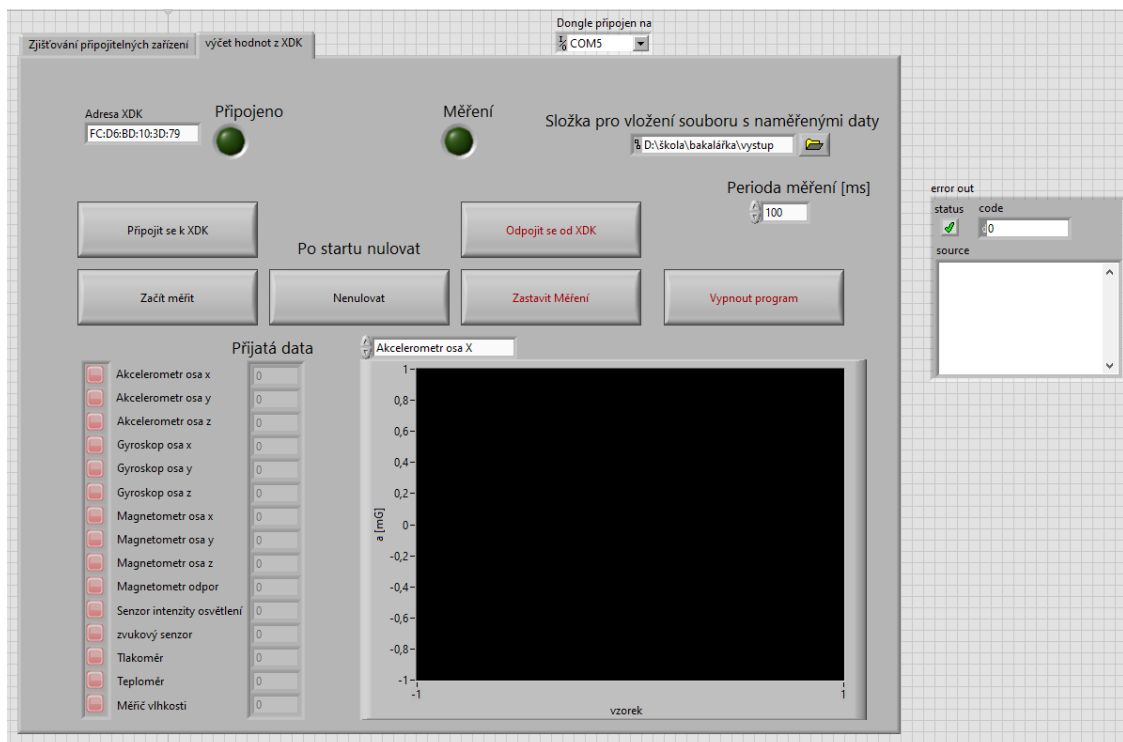 Dongle připojen na
COM5
Zjišťování připojitelných zařízení
výčet hodnot z XDK
Adresa XDK
FC:D6:BD:10:3D:79
Připojeno
Měření
Složka pro vložení souboru s naměřenými daty
D:\škola\bakalářka\vystup
Perioda měření [ms]
100
Připojit se k XDK
Po startu nulovat
Odpojit se od XDK
Začít měřit
Nenulovat
Zastavit Měření
Vypnout program
error out
status
code
0
source
Přijatá data
Akcelerometr osa x 0
Akcelerometr osa y 0
Akcelerometr osa z 0
Gyroskop osa x 0
Gyroskop osa y 0
Gyroskop osa z 0
Magnetometr osa x 0
Magnetometr osa y 0
Magnetometr osa z 0
Magnetometr odpor 0
Senzor intenzity osvětlení 0
zvukový senzor 0
Tlakoměr 0
Teploměr 0
Měřič vlhkosti 0
Akcelerometr osa X
a [mG]
1
0,8
0,6
0,4
0,2
0
-0,2
-0,4
-0,6
-0,8
-1
-1
1
vzorek